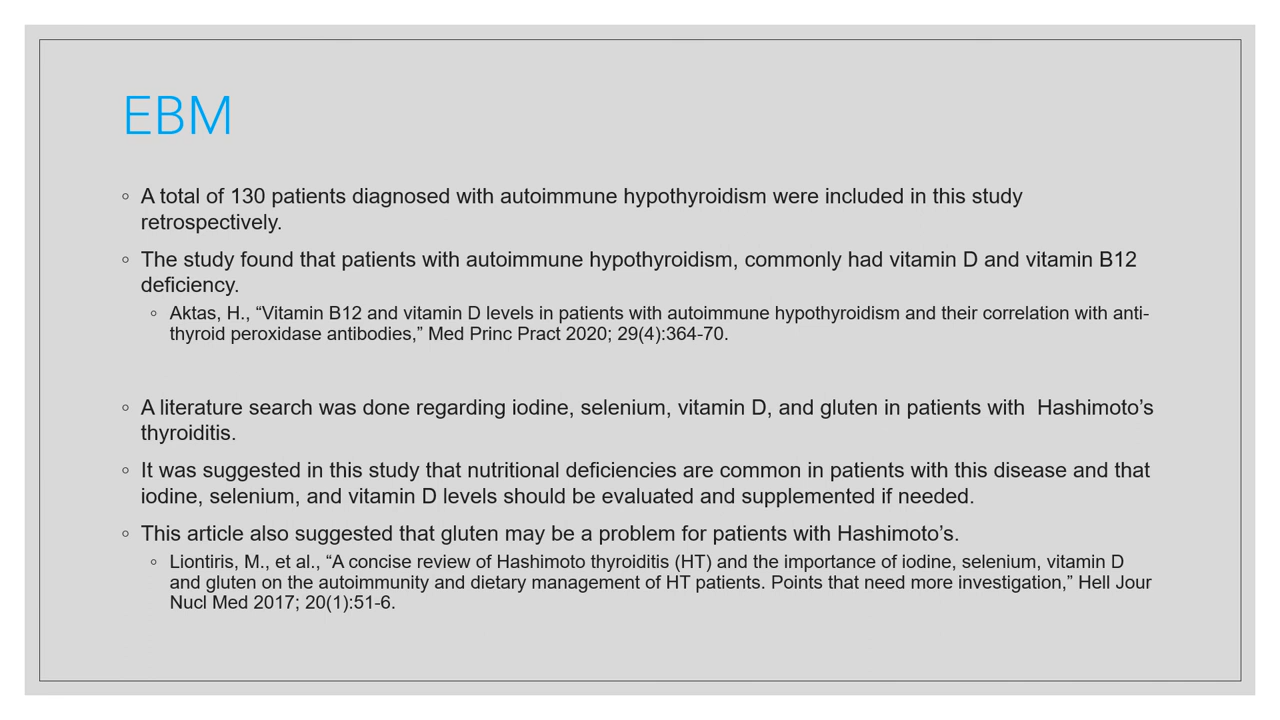 EBM
◦ A total of 130 patients diagnosed with autoimmune hypothyroidism were included in this study
retrospectively.
◦ The study found that patients with autoimmune hypothyroidism, commonly had vitamin D and vitamin B12
deficiency.
◦ Aktas, H., “Vitamin B12 and vitamin D levels in patients with autoimmune hypothyroidism and their correlation with anti-
thyroid peroxidase antibodies,” Med Princ Pract 2020; 29(4):364-70.
◦ A literature search was done regarding iodine, selenium, vitamin D, and gluten in patients with  Hashimoto’s
thyroiditis.
◦ It was suggested in this study that nutritional deficiencies are common in patients with this disease and that
iodine, selenium, and vitamin D levels should be evaluated and supplemented if needed.
◦ This article also suggested that gluten may be a problem for patients with Hashimoto’s.
◦ Liontiris, M., et al., “A concise review of Hashimoto thyroiditis (HT) and the importance of iodine, selenium, vitamin D
and gluten on the autoimmunity and dietary management of HT patients. Points that need more investigation,” Hell Jour
Nucl Med 2017; 20(1):51-6.